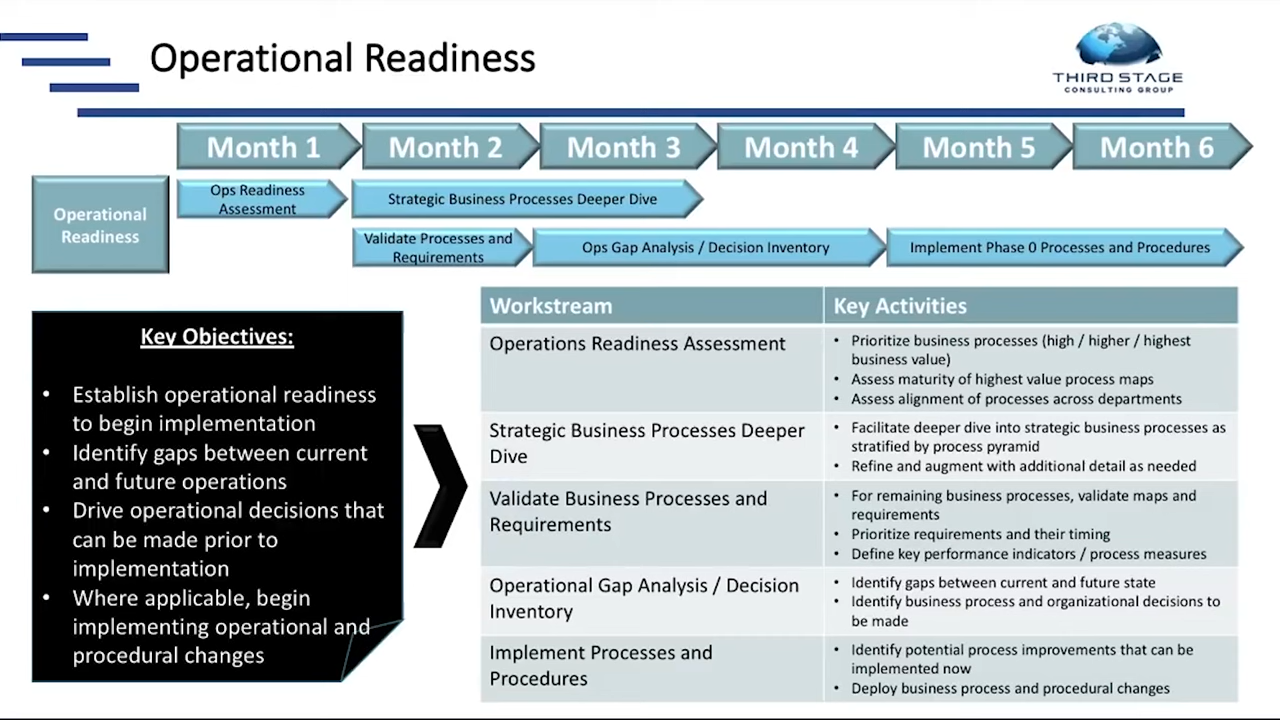 Operational Readiness
THIRD STAGE
CONSULTING GROUP
Month 1
Month 2
Month 3
Month 4
Month 5
Month 6
Operational
Readiness
Ops Readiness
Assessment
Strategic Business Processes Deeper Dive
Validate Processes and
Requirements
Ops Gap Analysis / Decision Inventory
Implement Phase 0 Processes and Procedures
Key Objectives:
• Establish operational readiness
to begin implementation
• Identify gaps between current
and future operations
• Drive operational decisions that
can be made prior to
implementation
• Where applicable, begin
implementing operational and
procedural changes
Workstream
Key Activities
Operations Readiness Assessment
• Prioritize business processes (high / higher / highest
business value)
• Assess maturity of highest value process maps
• Assess alignment of processes across departments
Strategic Business Processes Deeper
Dive
• Facilitate deeper dive into strategic business processes as
stratified by process pyramid
• Refine and augment with additional detail as needed
Validate Business Processes and
Requirements
• For remaining business processes, validate maps and
requirements
• Prioritize requirements and their timing
• Define key performance indicators / process measures
Operational Gap Analysis / Decision
Inventory
• Identify gaps between current and future state
• Identify business process and organizational decisions to
be made
Implement Processes and
Procedures
• Identify potential process improvements that can be
implemented now
• Deploy business process and procedural changes